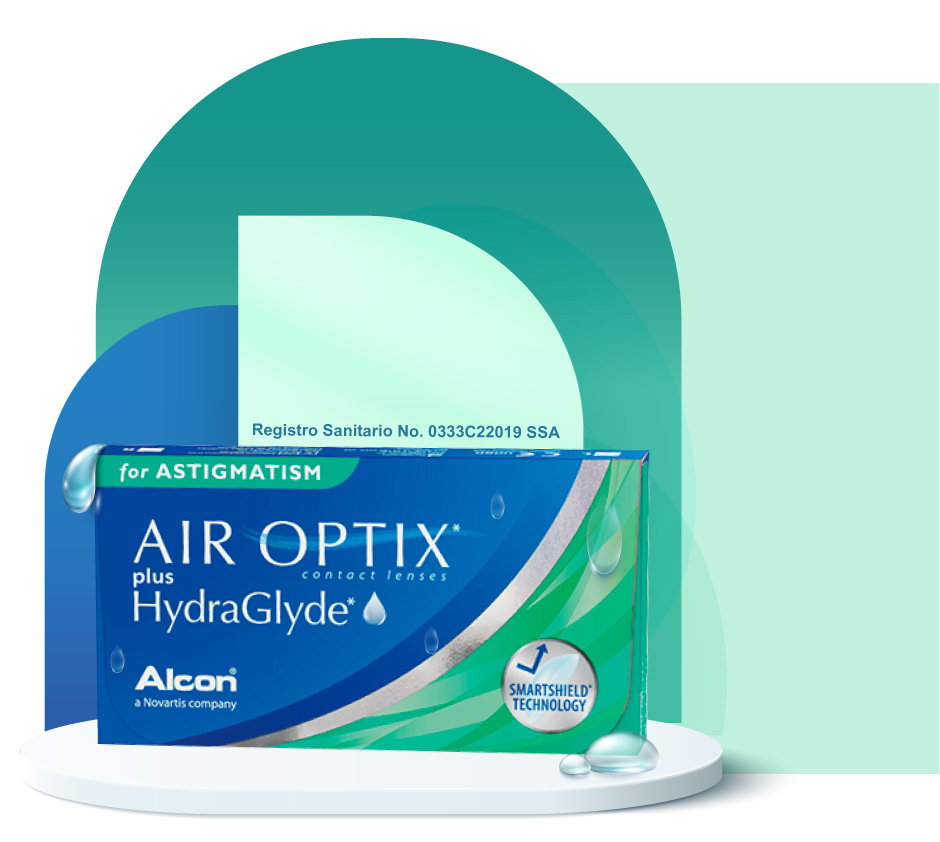 Registro Sanitario No. 0333C22019 SSA
for ASTIGMATISM
AIR OPTIX*
contact lenses
plus
HydraGlyde*
Alcon®
a Novartis company
SMARTSHIELD*
TECHNOLOGY